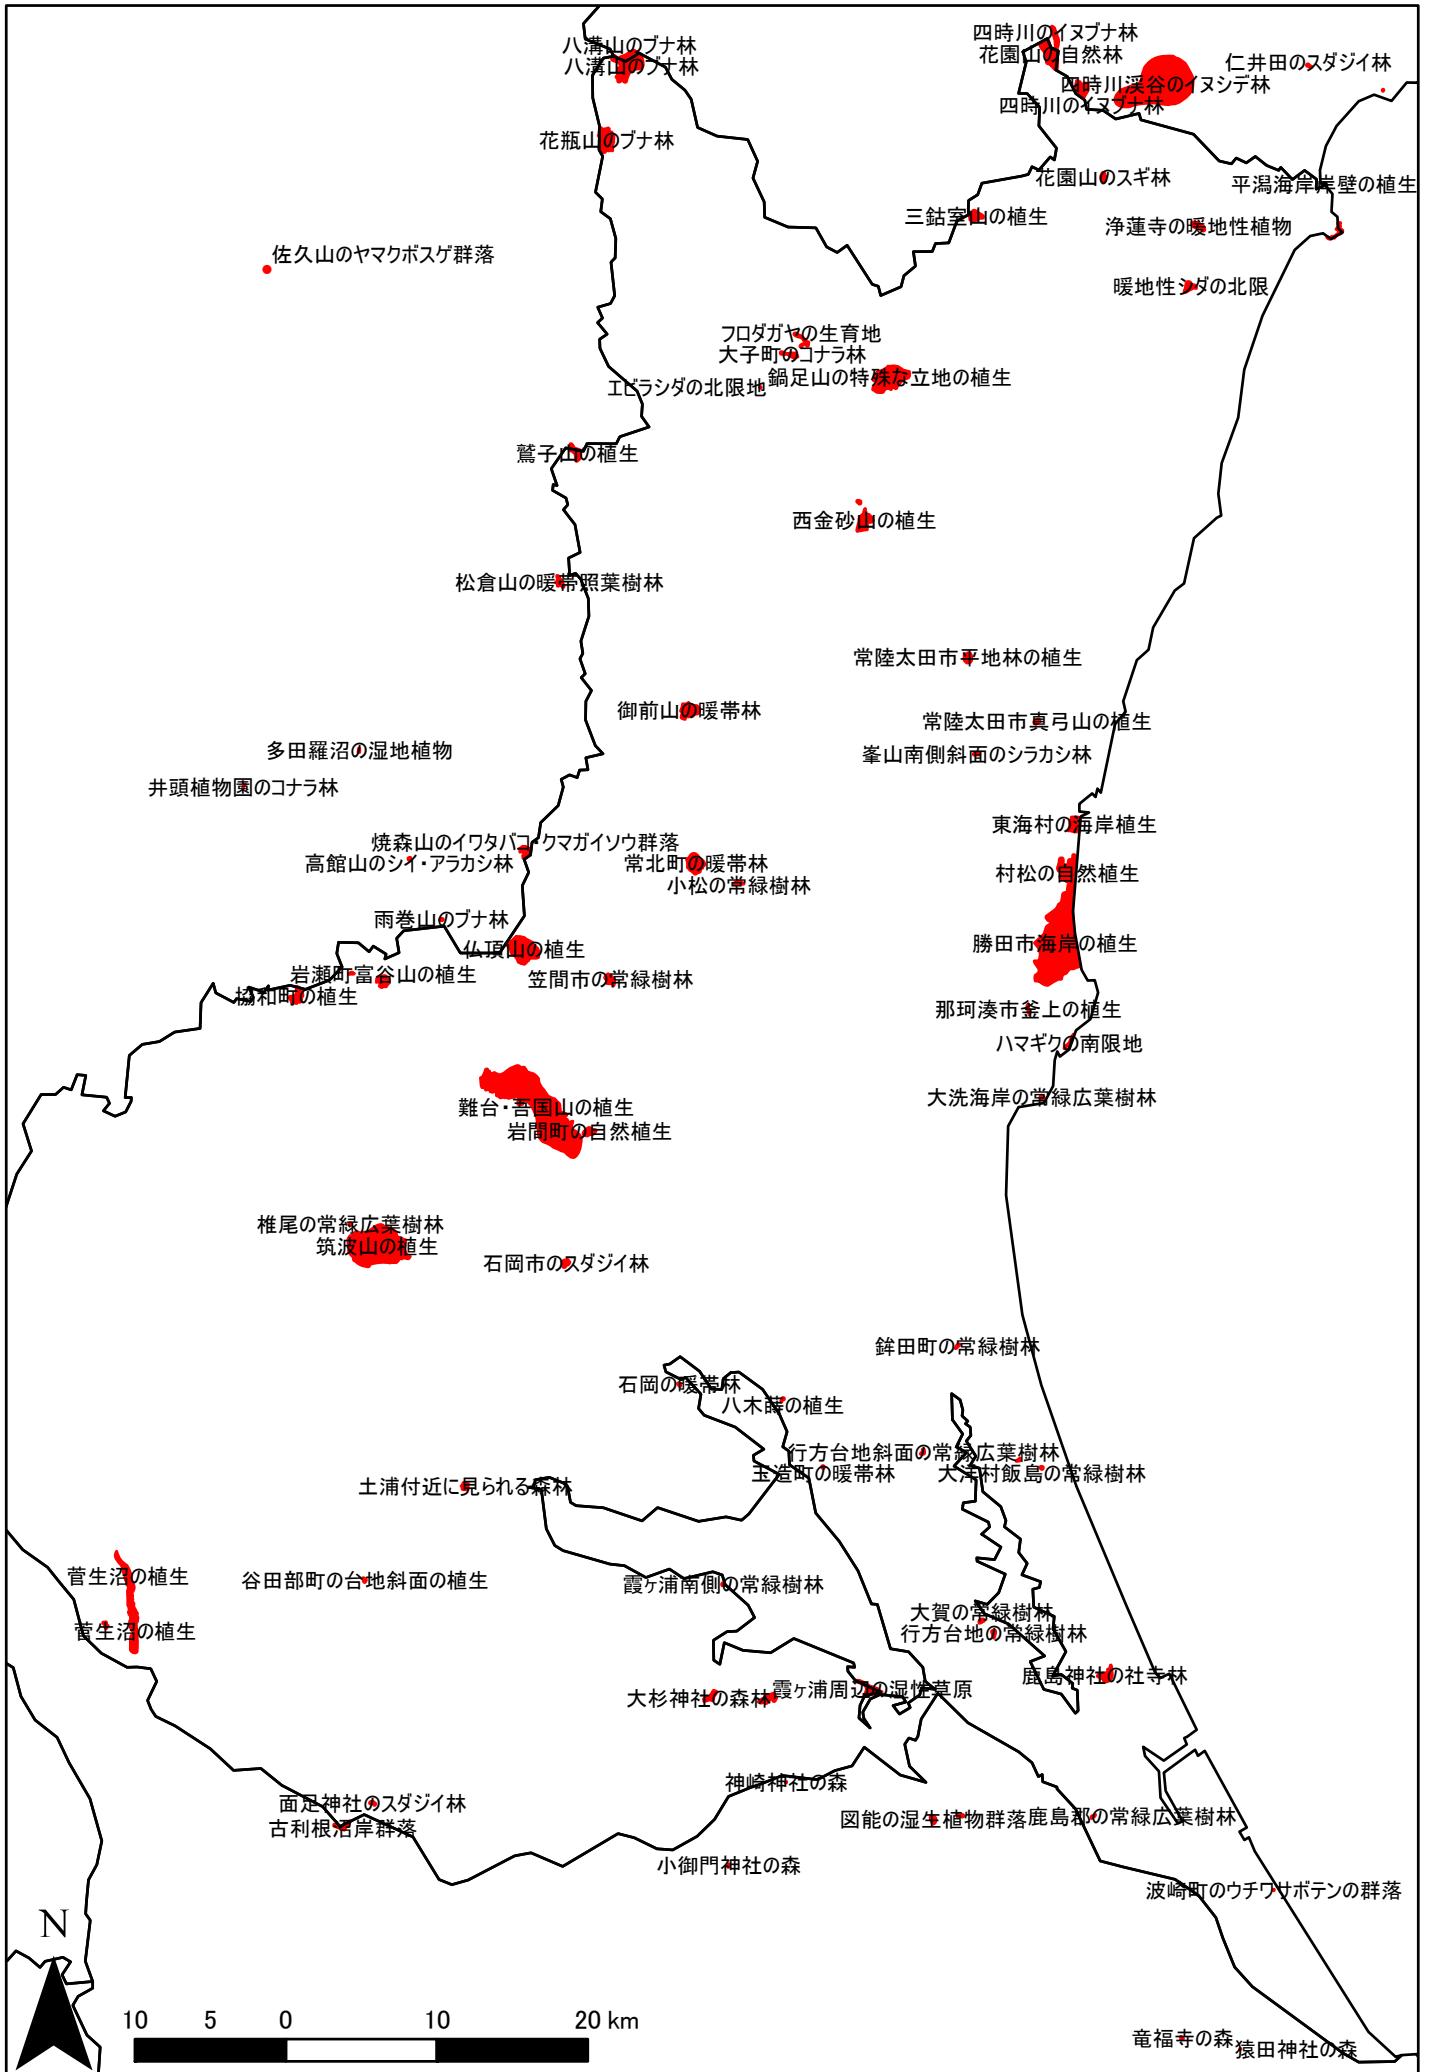 四時川のイヌブナ林
八溝山のブナ林
花園山の自然林
仁井田のスダジイ林
八溝山のブナ林
四時川渓谷のイヌシデ林
四時川のイヌブナ林
花瓶山のブナ林
花園山のスギ林
平潟海岸岸壁の植生
三鈷室山の植生
浄蓮寺の暖地性植物
佐久山のヤマクボスゲ群落
暖地性シダの北限
フロダガヤの生育地
大子町のコナラ林
鍋足山の特殊な立地の植生
エビラシダの北限地
鷲子山の植生
西金砂山の植生
松倉山の暖帯照葉樹林
常陸太田市平地林の植生
御前山の暖帯林
常陸太田市真弓山の植生
多田羅沼の湿地植物
峯山南側斜面のシラカシ林
井頭植物園のコナラ林
東海村の海岸植生
焼森山のイワタバコ・クマガイソウ群落
高館山のシイ・アラカシ林
常北町の暖帯林
村松の自然植生
小松の常緑樹林
雨巻山のブナ林
勝田市海岸の植生
仏頂山の植生
岩瀬町富谷山の植生
笠間市の常緑樹林
協和町の植生
那珂湊市釜上の植生
ハマギクの南限地
大洗海岸の常緑広葉樹林
難台・吾国山の植生
岩間町の自然植生
椎尾の常緑広葉樹林
筑波山の植生
石岡市のスダジイ林
鉾田町の常緑樹林
石岡の暖帯林
八木蒔の植生
行方台地斜面の常緑広葉樹林
玉造町の暖帯林
大洋村飯島の常緑樹林
土浦付近に見られる森林
菅生沼の植生
谷田部町の台地斜面の植生
霞ヶ浦南側の常緑樹林
大賀の常緑樹林
菅生沼の植生
行方台地の常緑樹林
鹿島神社の社寺林
大杉神社の森林
霞ヶ浦周辺の湿性草原
神崎神社の森
面足神社のスダジイ林
図能の湿生植物群落
鹿島郡の常緑広葉樹林
古利根沼岸群落
小御門神社の森
波崎町のウチワサボテンの群落
N
10 5 0 10 20 km
竜福寺の森
猿田神社の森